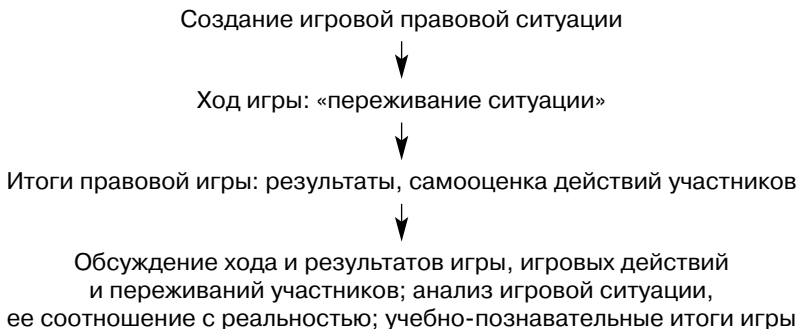 Создание игровой правовой ситуации
Ход игры: «переживание ситуации»
Итоги правовой игры: результаты, самооценка действий участников
Обсуждение хода и результатов игры, игровых действий
и переживаний участников; анализ игровой ситуации,
ее соотношение с реальностью; учебно-познавательные итоги игры